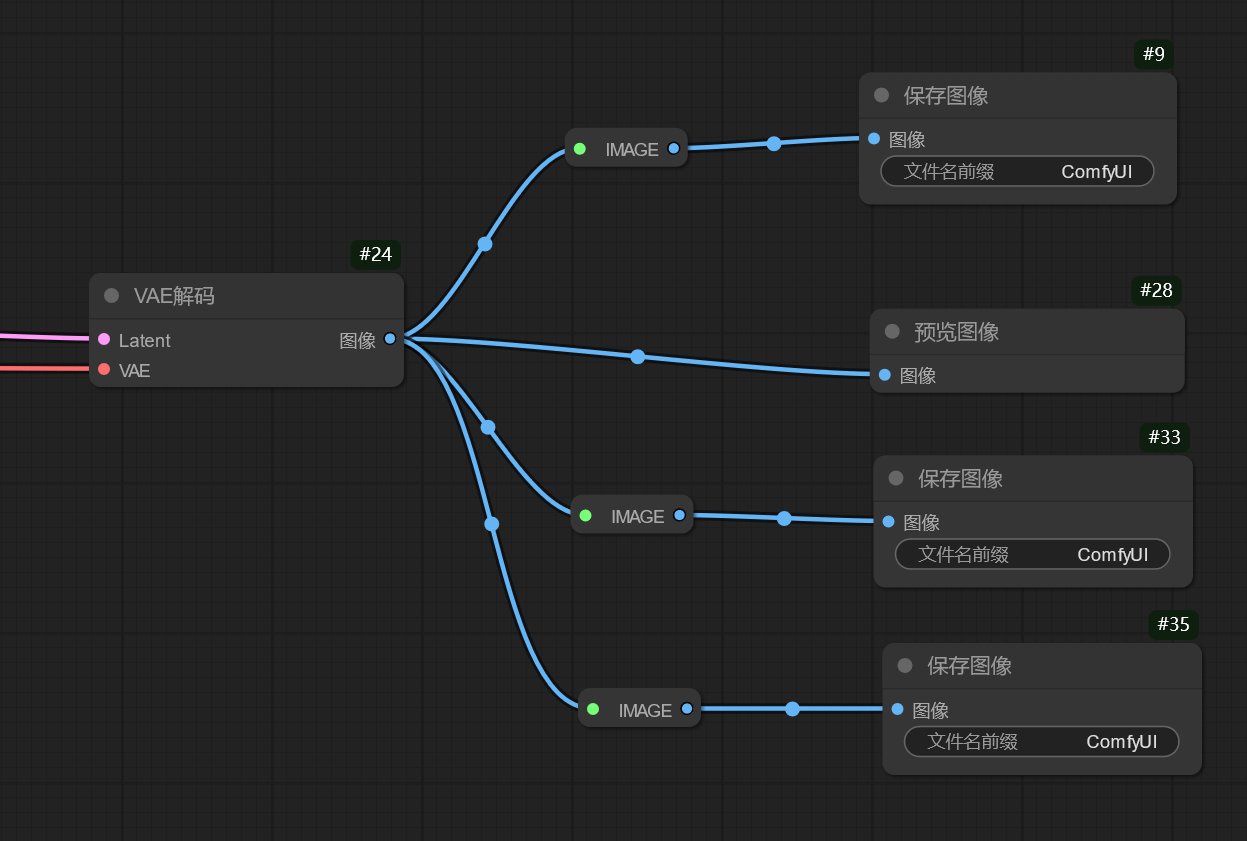 #9
保存图像
图像
文件名前缀 ComfyUI
IMAGE
#24
VAE解码
Latent 图像
VAE
#28
预览图像
图像
#33
保存图像
图像
文件名前缀 ComfyUI
IMAGE
#35
保存图像
图像
文件名前缀 ComfyUI
IMAGE